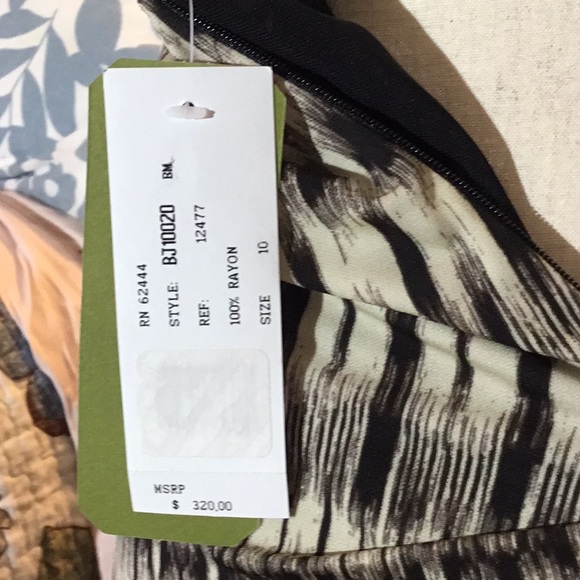 RN 62444
STYLE: BJ10020 BM
REF: 12477
100% RAYON
SIZE 10
MSRP
$ 320.00